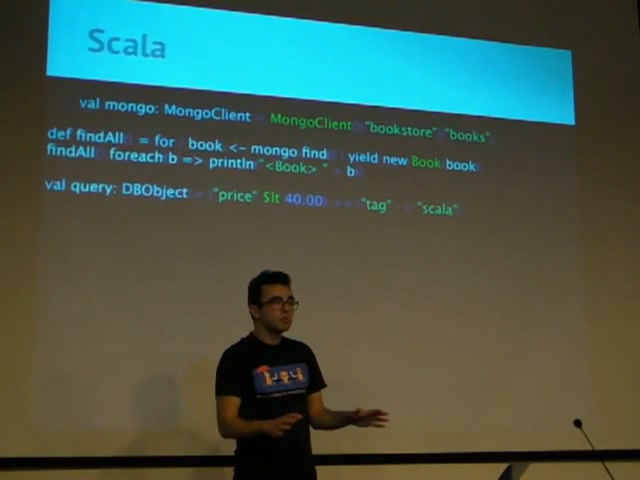 Scala
val mongo: MongoClient = MongoClient "bookstore" "books"
def findAll = for book <- mongo find yield new Book book
findAll foreach b => println "<Book> " + b
val query: DBObject = "price" $lt 40.00 ++ "tag" -> "scala"